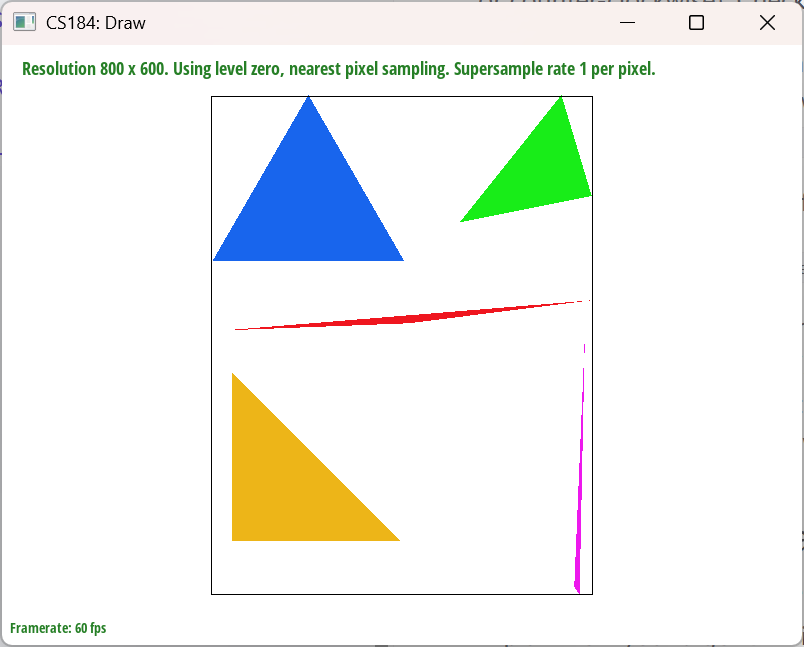 CS184: Draw
Resolution 800 x 600. Using level zero, nearest pixel sampling. Supersample rate 1 per pixel.
Framerate: 60 fps